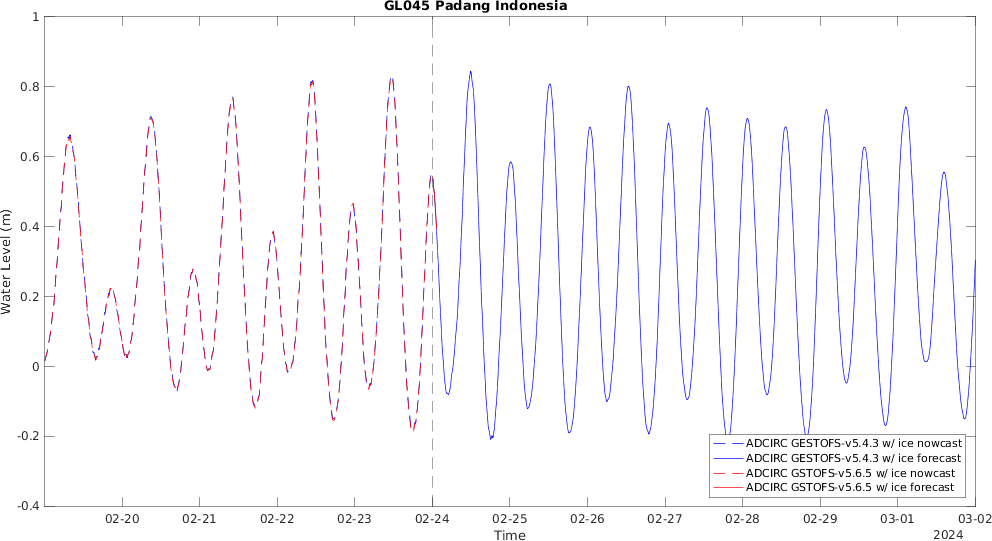 GL045 Padang Indonesia
Water Level (m)
1
0.8
0.6
0.4
0.2
0
-0.2
-0.4
02-20 02-21 02-22 02-23 02-24 02-25 02-26 02-27 02-28 02-29 03-01 03-02
Time
2024
ADCIRC GESTOFS-v5.4.3 w/ ice nowcast
ADCIRC GESTOFS-v5.4.3 w/ ice forecast
ADCIRC GSTOFS-v5.6.5 w/ ice nowcast
ADCIRC GSTOFS-v5.6.5 w/ ice forecast